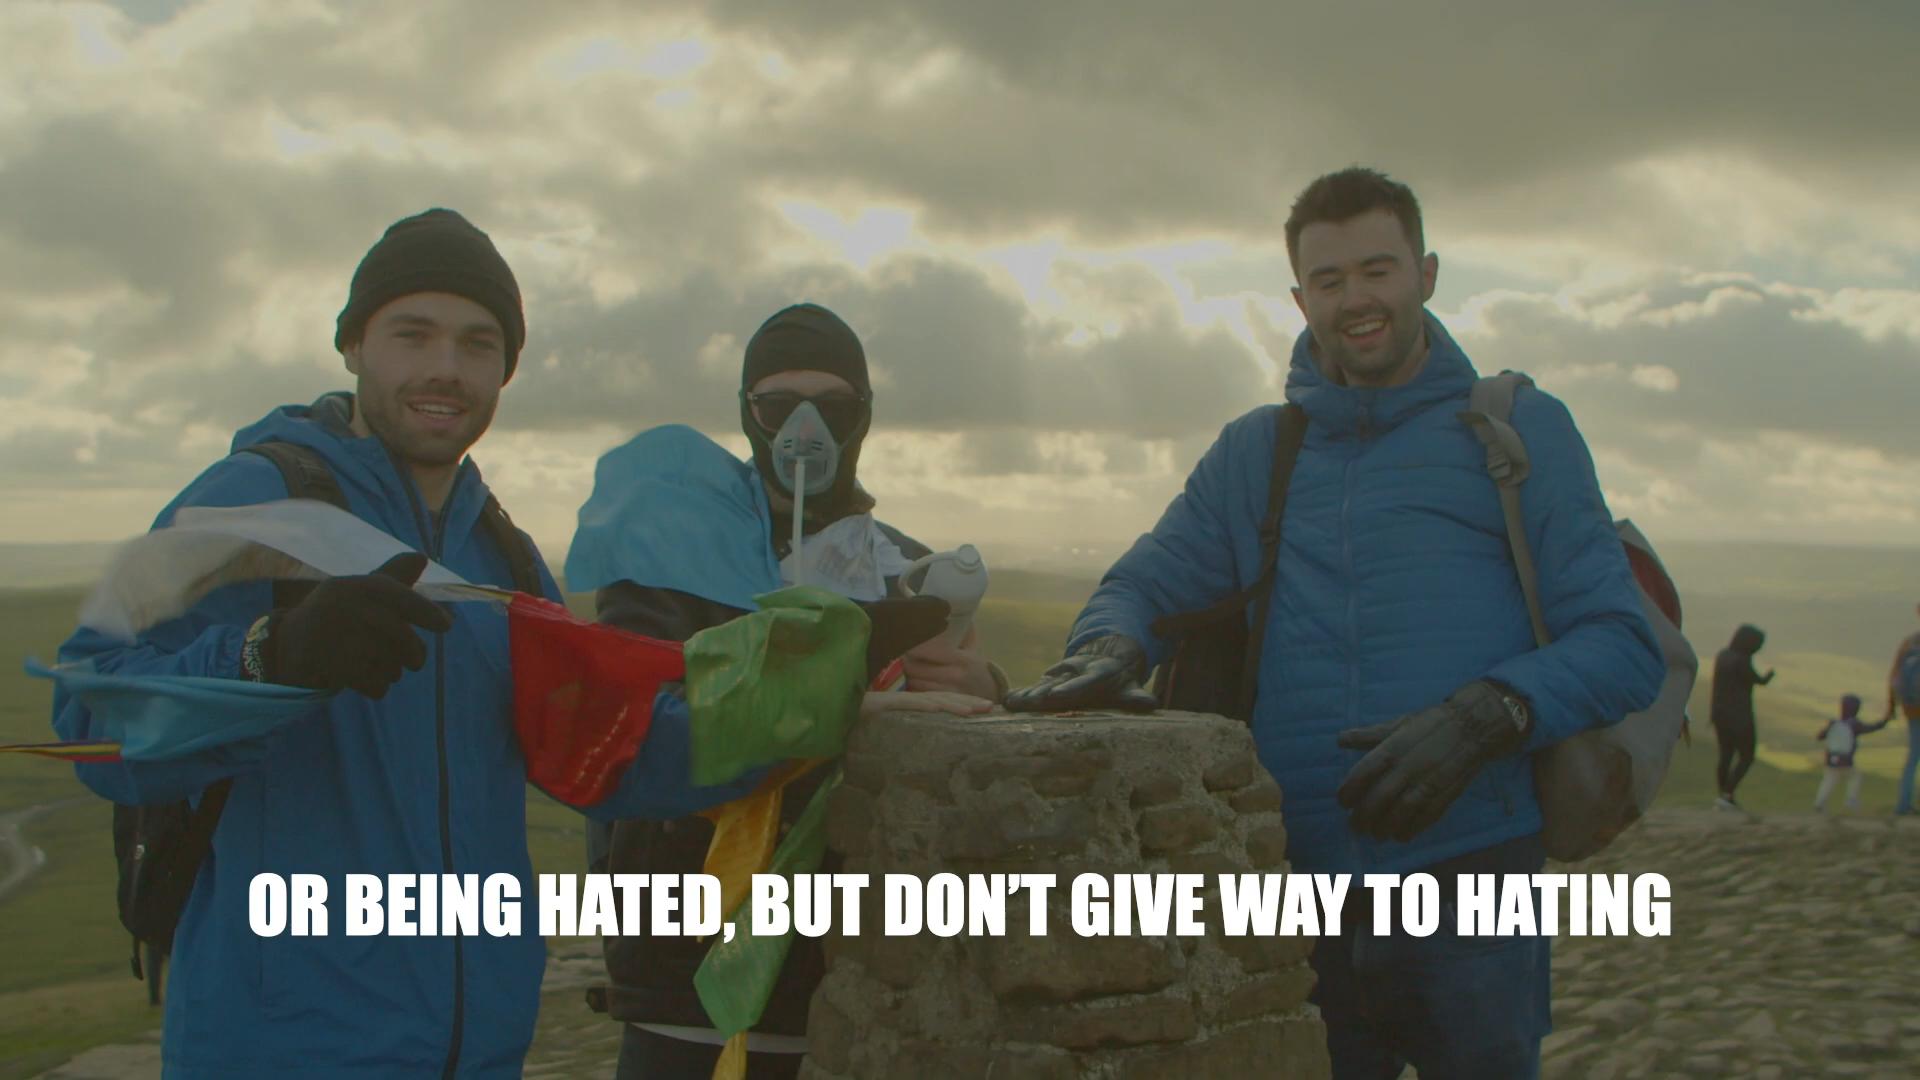 OR BEING HATED, BUT DON’T GIVE WAY TO HATING